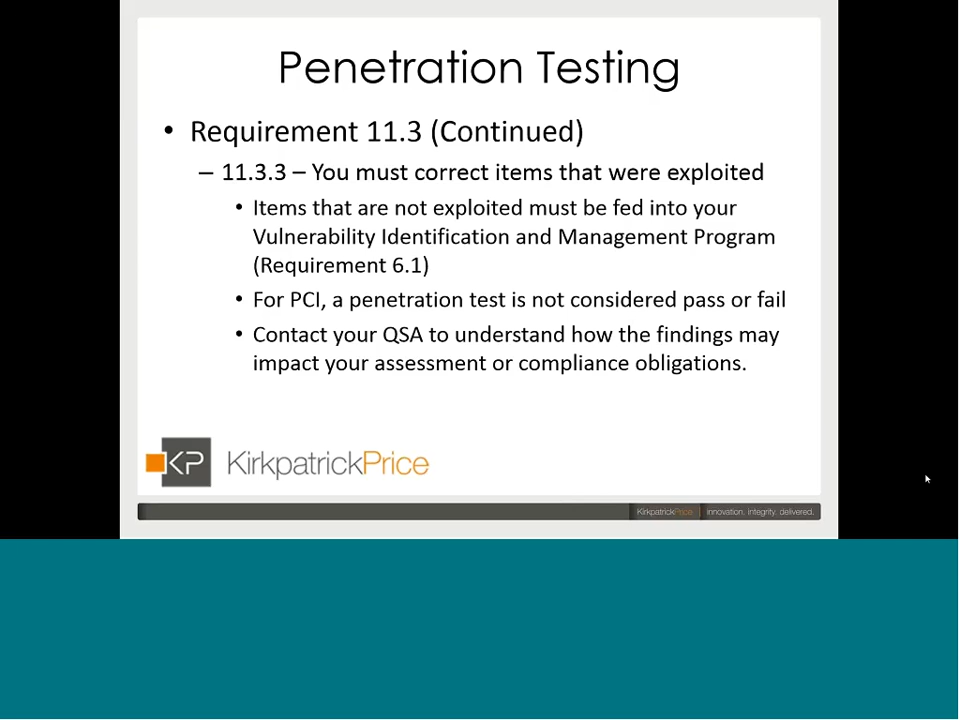 Penetration Testing
• Requirement 11.3 (Continued)
– 11.3.3 – You must correct items that were exploited
• Items that are not exploited must be fed into your
Vulnerability Identification and Management Program
(Requirement 6.1)
• For PCI, a penetration test is not considered pass or fail
• Contact your QSA to understand how the findings may
impact your assessment or compliance obligations.
KP KirkpatrickPrice
KirkpatrickPrice innovation. integrity. delivered.